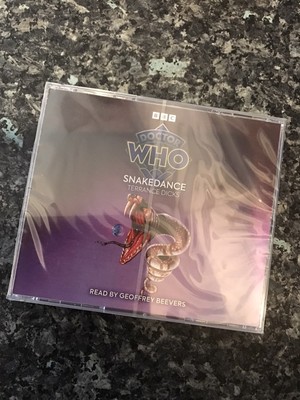 BBC
DOCTOR
WHO
SNAKEDANCE
TERRANCE DICKS
READ BY GEOFFREY BEEVERS